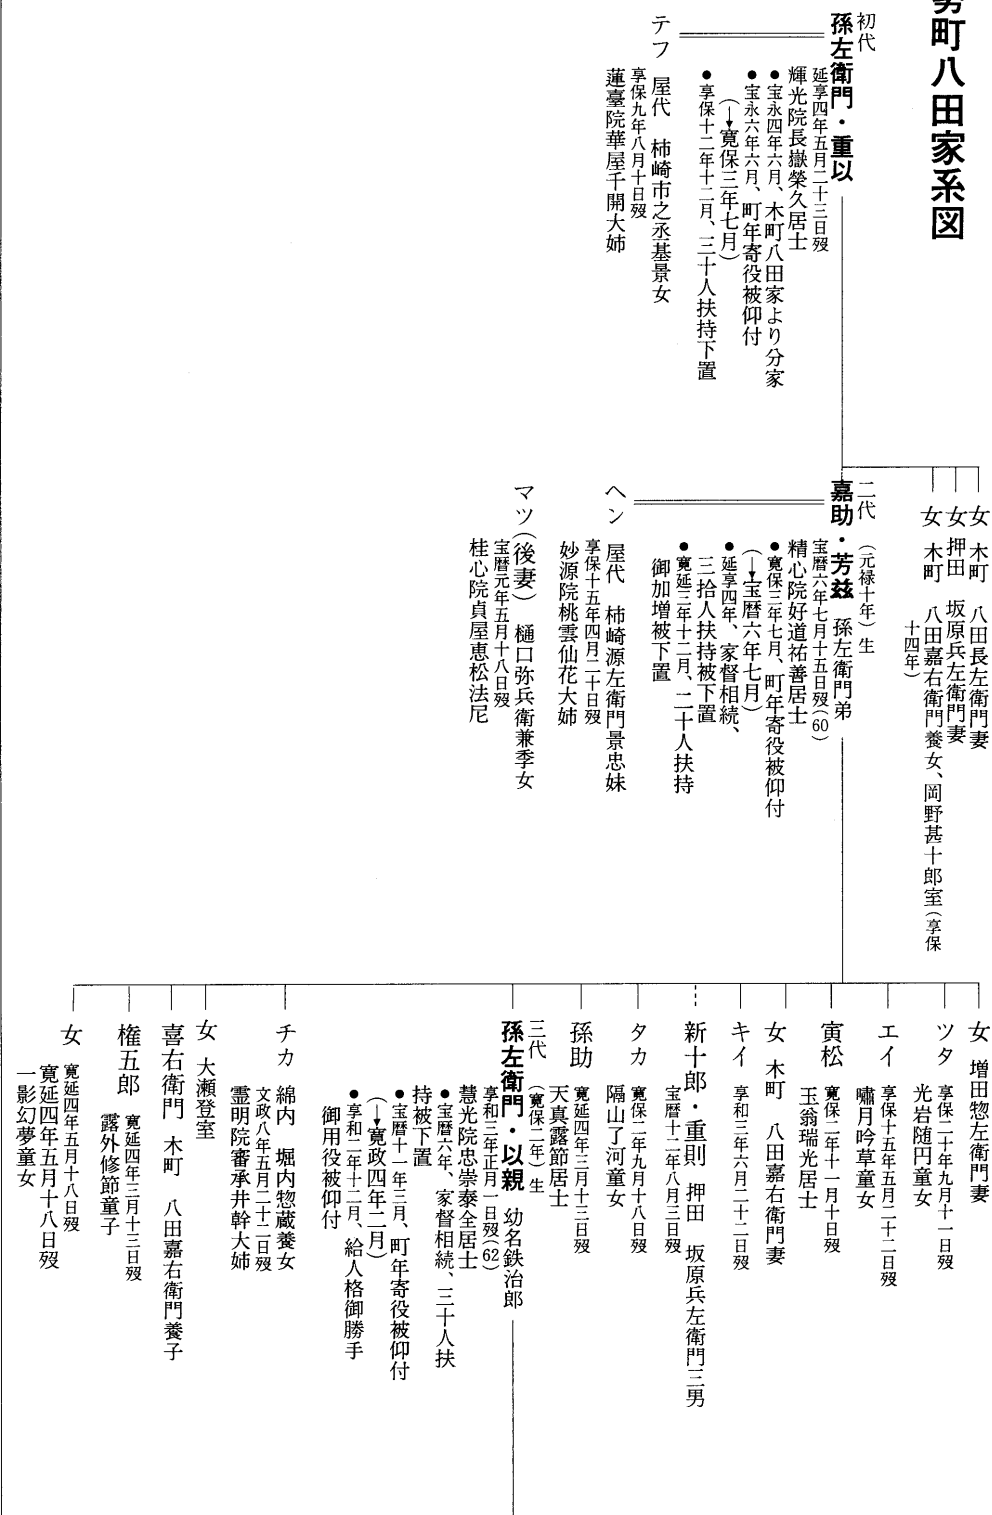 町八田家系図
初代
孫左衛門・重以
延享四年五月二十三日歿
輝光院長嶽榮久居士
●宝永四年六月、木町八田家より分家
●宝永六年六月、町年寄役被仰付
(→寛保三年七月)
●享保十二年十二月、三十人扶持下置
テフ 屋代 柿崎市之丞基景女
享保九年八月十日歿
蓮臺院華屋千開大姉
女 木町 八田長左衛門妻
女 押田 坂原兵左衛門妻
女 木町 八田嘉右衛門養女、岡野甚十郎室(享保
十四年)
二代
(元禄十年)生
嘉助・芳玆 孫左衛門弟
宝暦六年七月十五日歿(60)
精心院好道祐善居士
●寛保三年七月、町年寄役被仰付
(→宝暦六年七月)
●延享四年、家督相続、
三拾人扶持被下置
●寛延三年十二月、二十人扶持
御加増被下置
ヘン 屋代 柿崎源左衛門景忠妹
享保十五年四月二十日歿
妙源院桃雲仙花大姉
マツ(後妻) 樋口弥兵衛兼季女
宝暦元年五月十八日歿
桂心院貞屋恵松法尼
女 増田惣左衛門妻
ツタ 享保二十年九月十一日歿
光岩随円童女
エイ 享保十五年五月二十二日歿
嘯月吟草童女
寅松 寛保二年十一月十日歿
玉翁瑞光居士
女 木町 八田嘉右衛門妻
キイ 享和三年六月二十二日歿
新十郎・重則 押田 坂原兵左衛門三男
宝暦十二年八月三日歿
タカ 寛保二年九月十八日歿
隔山了河童女
孫助 寛延四年三月十三日歿
天真露節居士
三代
(寛保二年)生
孫左衛門・以親 幼名鉄治郎
享和三年正月一日歿(62)
慧光院忠崇泰全居士
●宝暦六年、家督相続、三十人扶
持被下置
●宝暦十一年三月、町年寄役被仰付
(→寛政四年二月)
●享和二年十二月、給人格御勝手
御用役被仰付
チカ 綿内 堀内惣蔵養女
文政八年五月二十二日歿
霊明院審承井幹大姉
女 大瀬登室
喜右衛門 木町 八田嘉右衛門養子
権五郎 寛延四年三月十三日歿
露外修節童子
女 寛延四年五月十八日歿
寛延四年五月十八日歿
一影幻夢童女